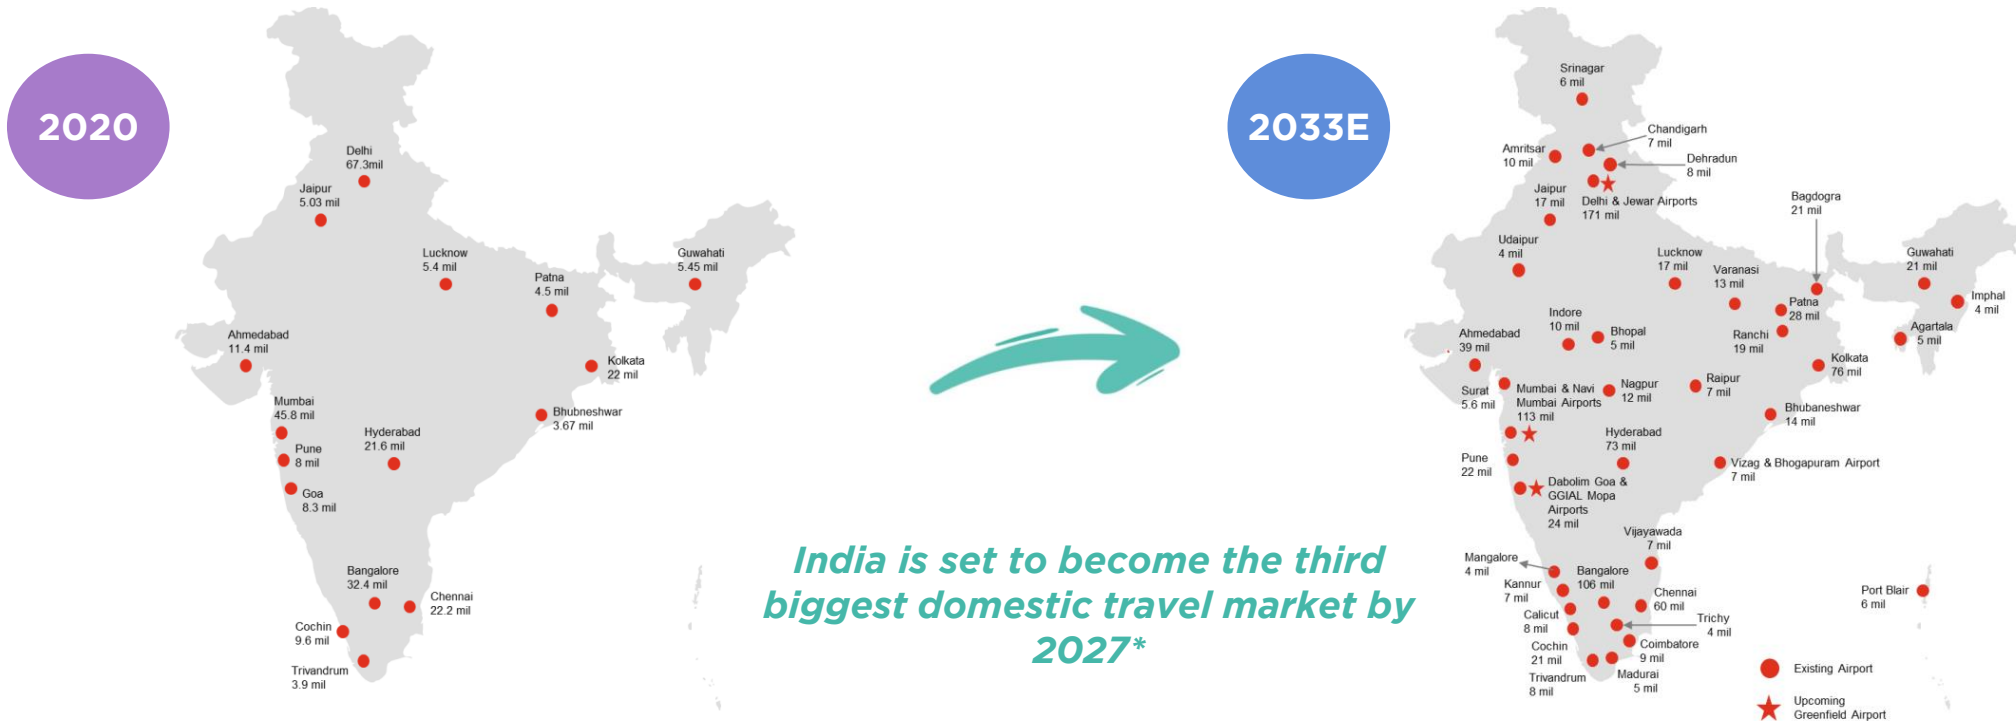 2020
Delhi
67.3mil
Jaipur
5.03 mil
Lucknow
5.4 mil
Patna
4.5 mil
Guwahati
5.45 mil
Ahmedabad
11.4 mil
Kolkata
22 mil
Mumbai
45.8 mil
Bhubneshwar
3.67 mil
Pune
8 mil
Hyderabad
21.6 mil
Goa
8.3 mil
Bangalore
32.4 mil
Chennai
22.2 mil
Cochin
9.6 mil
Trivandrum
3.9 mil
India is set to become the third
biggest domestic travel market by
2027*
2033E
Srinagar
6 mil
Chandigarh
7 mil
Amritsar
10 mil
Dehradun
8 mil
Jaipur
17 mil
Delhi & Jewar Airports
171 mil
Bagdogra
21 mil
Udaipur
4 mil
Lucknow
17 mil
Varanasi
13 mil
Guwahati
21 mil
Imphal
4 mil
Patna
28 mil
Indore
10 mil
Bhopal
5 mil
Ranchi
19 mil
Agartala
5 mil
Ahmedabad
39 mil
Kolkata
76 mil
Surat
5.6 mil
Mumbai & Navi
Mumbai Airports
113 mil
Nagpur
12 mil
Raipur
7 mil
Bhubaneshwar
14 mil
Hyderabad
73 mil
Pune
22 mil
Vizag & Bhogapuram Airport
7 mil
Dabolim Goa &
GGIAL Mopa
Airports
24 mil
Vijayawada
7 mil
Mangalore
4 mil
Bangalore
106 mil
Kannur
7 mil
Chennai
60 mil
Port Blair
6 mil
Calicut
8 mil
Trichy
4 mil
Cochin
21 mil
Coimbatore
9 mil
Trivandrum
8 mil
Madurai
5 mil
Existing Airport
Upcoming
Greenfield Airport